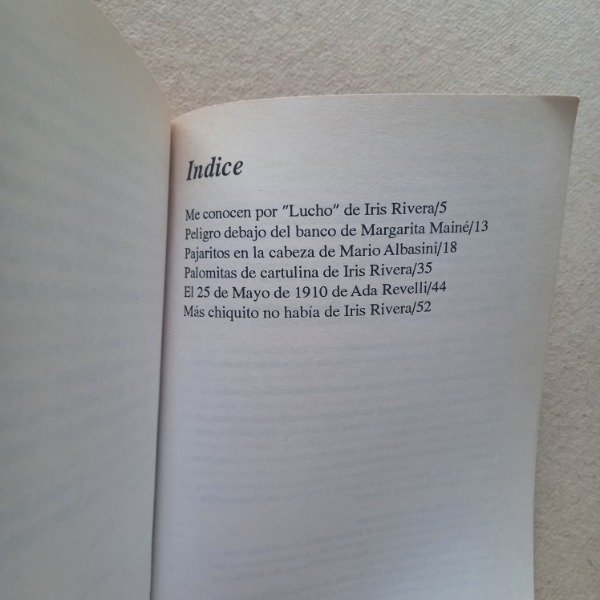 Indice
Me conocen por "Lucho" de Iris Rivera/5
Peligro debajo del banco de Margarita Mainé/13
Pajaritos en la cabeza de Mario Albasini/18
Palomitas de cartulina de Iris Rivera/35
El 25 de Mayo de 1910 de Ada Revelli/44
Más chiquito no había de Iris Rivera/52